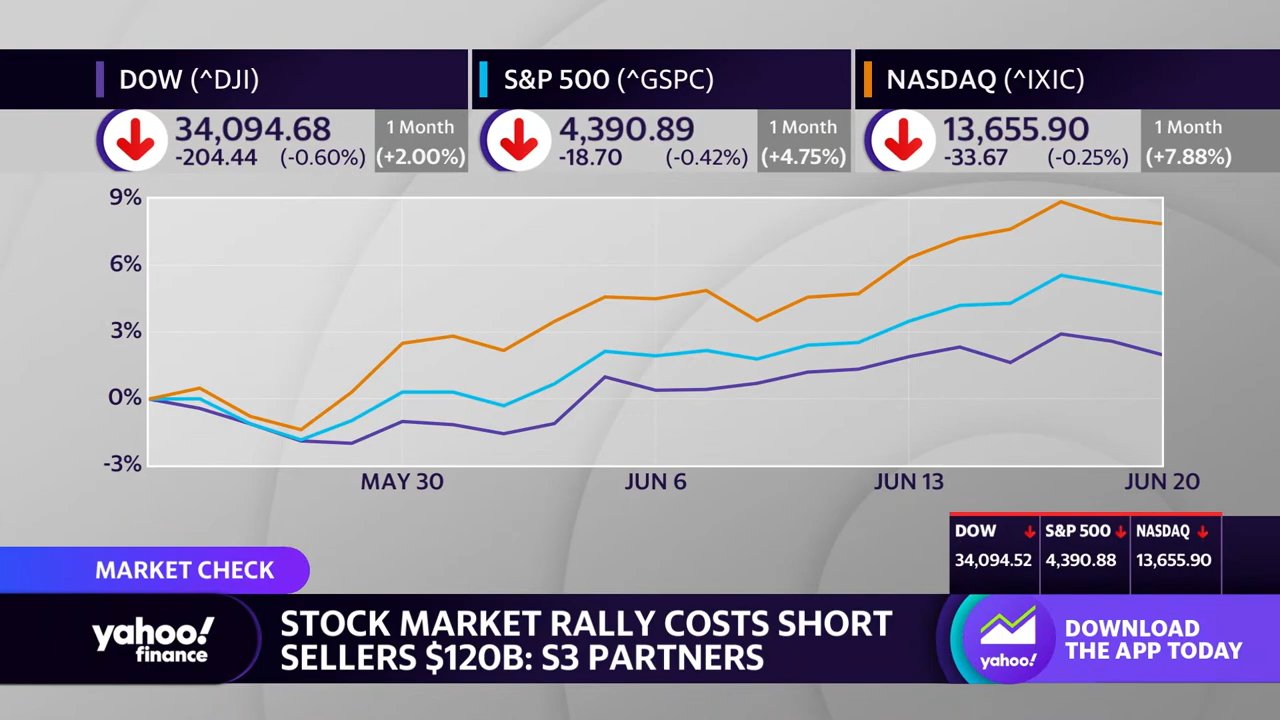 DOW (^DJI)
34,094.68
-204.44 (-0.60%)
1 Month
(+2.00%)
S&P 500 (^GSPC)
4,390.89
-18.70 (-0.42%)
1 Month
(+4.75%)
NASDAQ (^IXIC)
13,655.90
-33.67 (-0.25%)
1 Month
(+7.88%)
9%
6%
3%
0%
-3%
MAY 30 JUN 6 JUN 13 JUN 20
DOW S&P 500 NASDAQ
34,094.52 4,390.88 13,655.90
MARKET CHECK
yahoo!
finance
STOCK MARKET RALLY COSTS SHORT
SELLERS $120B: S3 PARTNERS
yahoo!
DOWNLOAD
THE APP TODAY